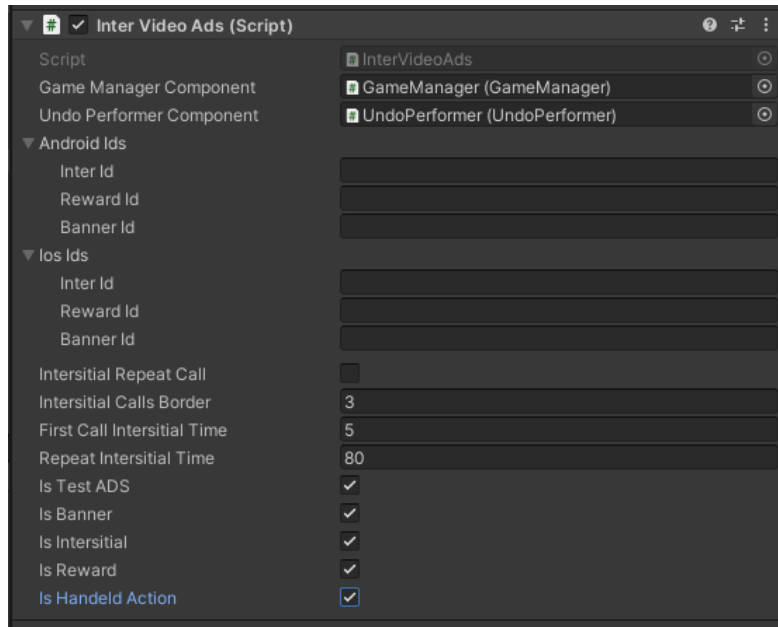 Inter Video Ads (Script)
Script InterVideoAds
Game Manager Component GameManager (GameManager)
Undo Performer Component UndoPerformer (UndoPerformer)
Android Ids
Inter Id
Reward Id
Banner Id
Ios Ids
Inter Id
Reward Id
Banner Id
Intersitial Repeat Call
Intersitial Calls Border 3
First Call Intersitial Time 5
Repeat Intersitial Time 80
Is Test ADS
Is Banner
Is Intersitial
Is Reward
Is Handeld Action